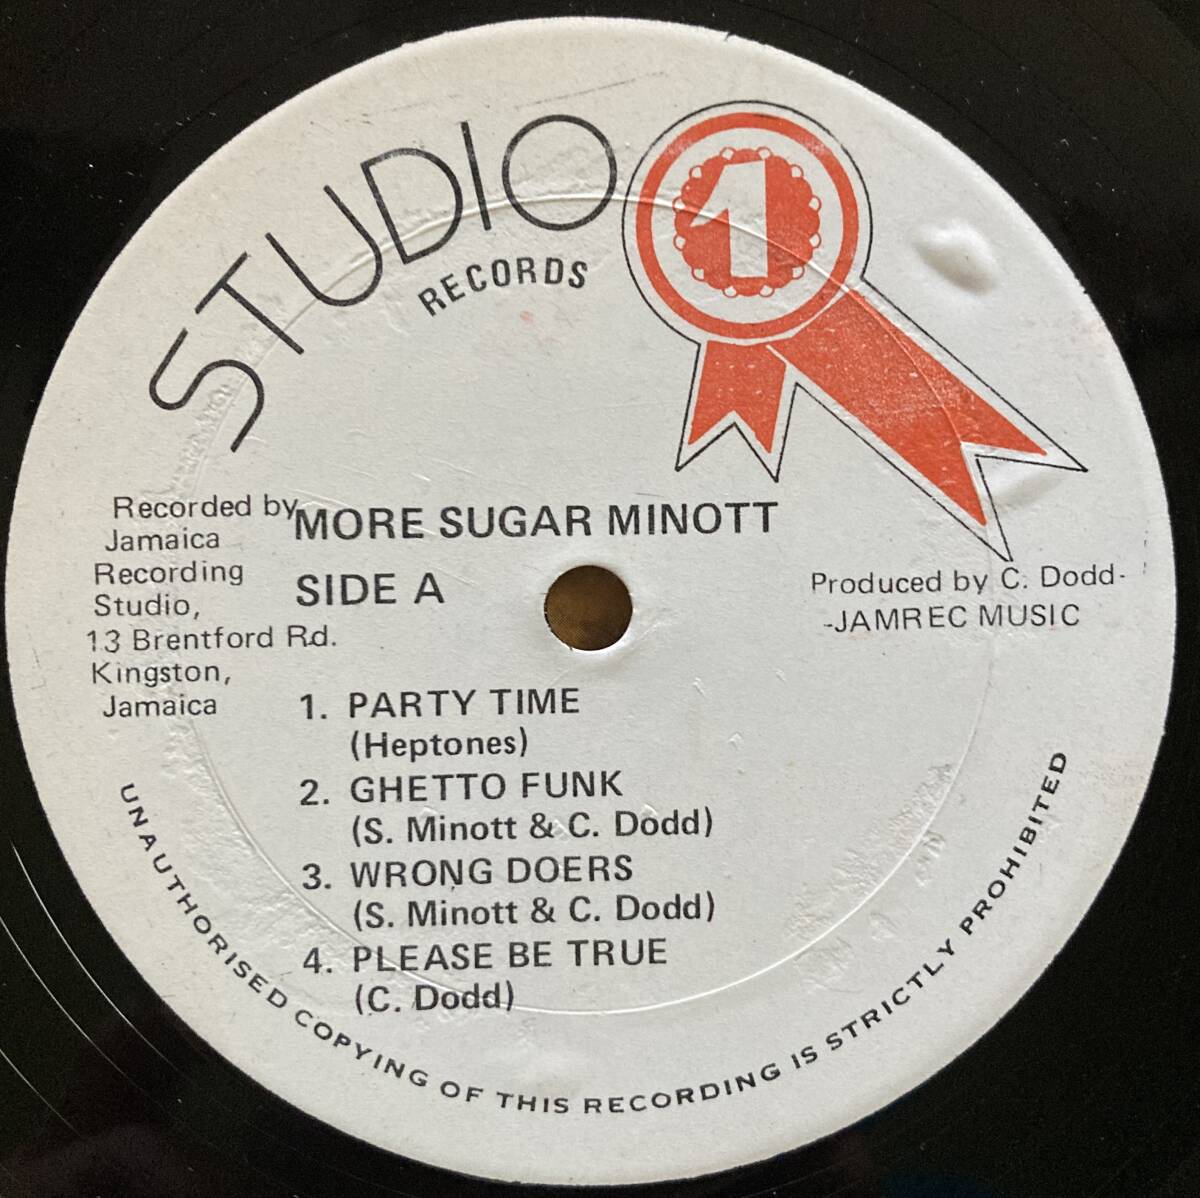 STUDIO 1
RECORDS
Recorded by
Jamaica
Recording
Studio,
13 Brentford Rd.
Kingston,
Jamaica
MORE SUGAR MINOTT
SIDE A
Produced by C. Dodd-
-JAMREC MUSIC
1. PARTY TIME
(Heptones)
2. GHETTO FUNK
(S. Minott & C. Dodd)
3. WRONG DOERS
(S. Minott & C. Dodd)
4. PLEASE BE TRUE
(C. Dodd)
UNAUTHORISED COPYING OF THIS RECORDING IS STRICTLY PROHIBITED